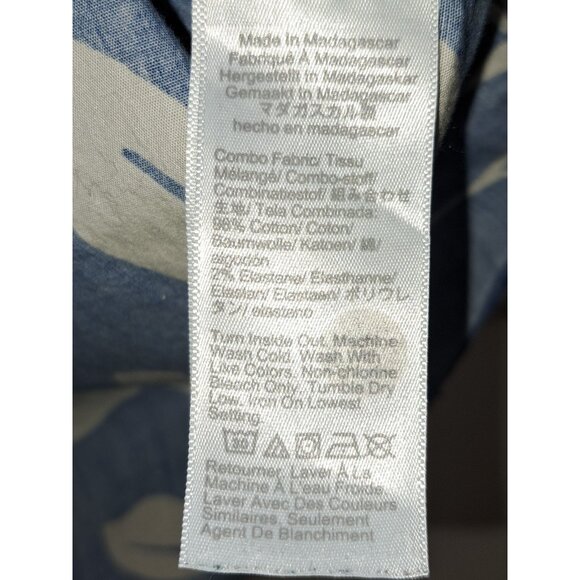 Made in Madagascar
Fabriqué À Madagascar
Hergestellt in Madagaskar
Gemaakt in Madagascar
マダガスカル製
hecho en madagascar
Combo Fabric/ Tissu
Mélangé/ Combo-stoff
Combinatiestof/ 組み合わせ
生地/ Tela Combinada:
98% Cotton/ Coton/
Baumwolle/ Katoen/ 綿/
algodon
2% Elastane/ Elasthanne/
Elastan/ Elastaan/ ポリウレ
タン/ elastano
Turn Inside Out, Machine
Wash Cold, Wash With
Like Colors, Non-chlorine
Bleach Only, Tumble Dry
Low, Iron On Lowest
Setting
Retourner, Laver À La
Machine À L'eau Froide,
Laver Avec Des Couleurs
Similaires, Seulement
Agent De Blanchiment